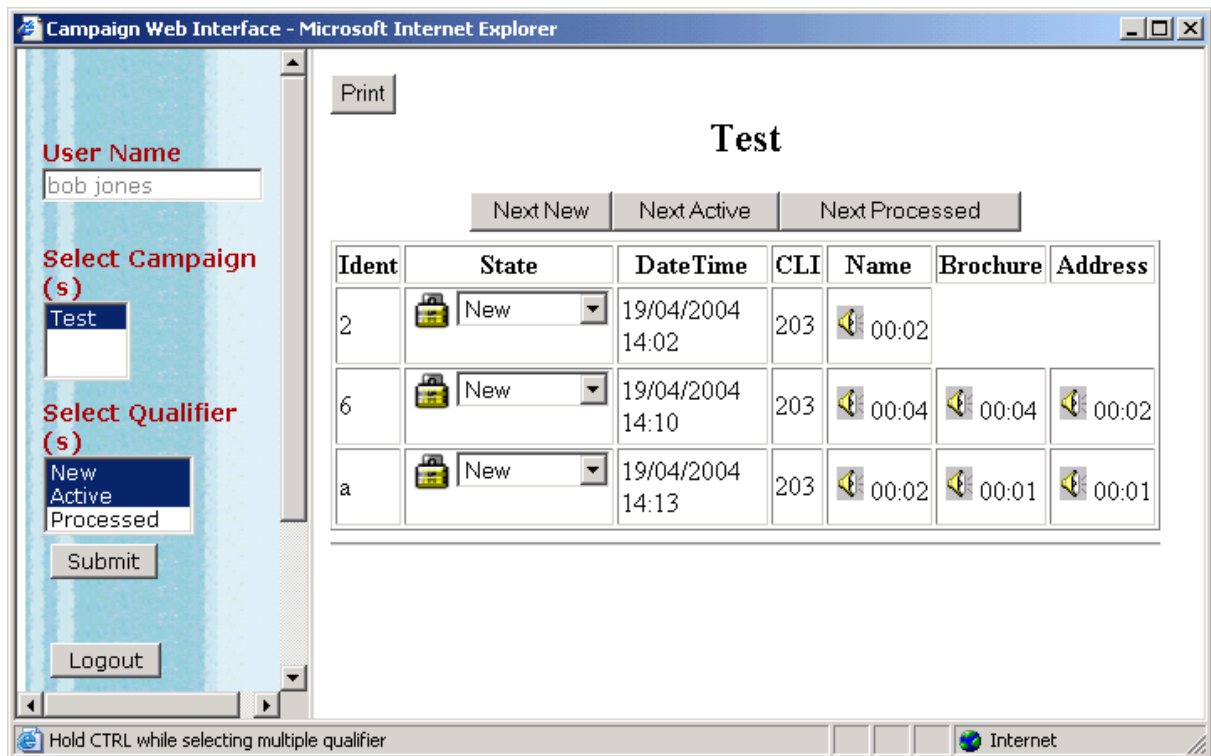 Campaign Web Interface - Microsoft Internet Explorer
User Name
bob jones
Select Campaign
(s)
Test
Select Qualifier
(s)
New
Active
Processed
Submit
Logout
Print
Test
Next New Next Active Next Processed
Ident State DateTime CLI Name Brochure Address
2 New 19/04/2004 203 00:02
14:02
6 New 19/04/2004 203 00:04 00:04 00:02
14:10
a New 19/04/2004 203 00:02 00:01 00:01
14:13
Hold CTRL while selecting multiple qualifier Internet